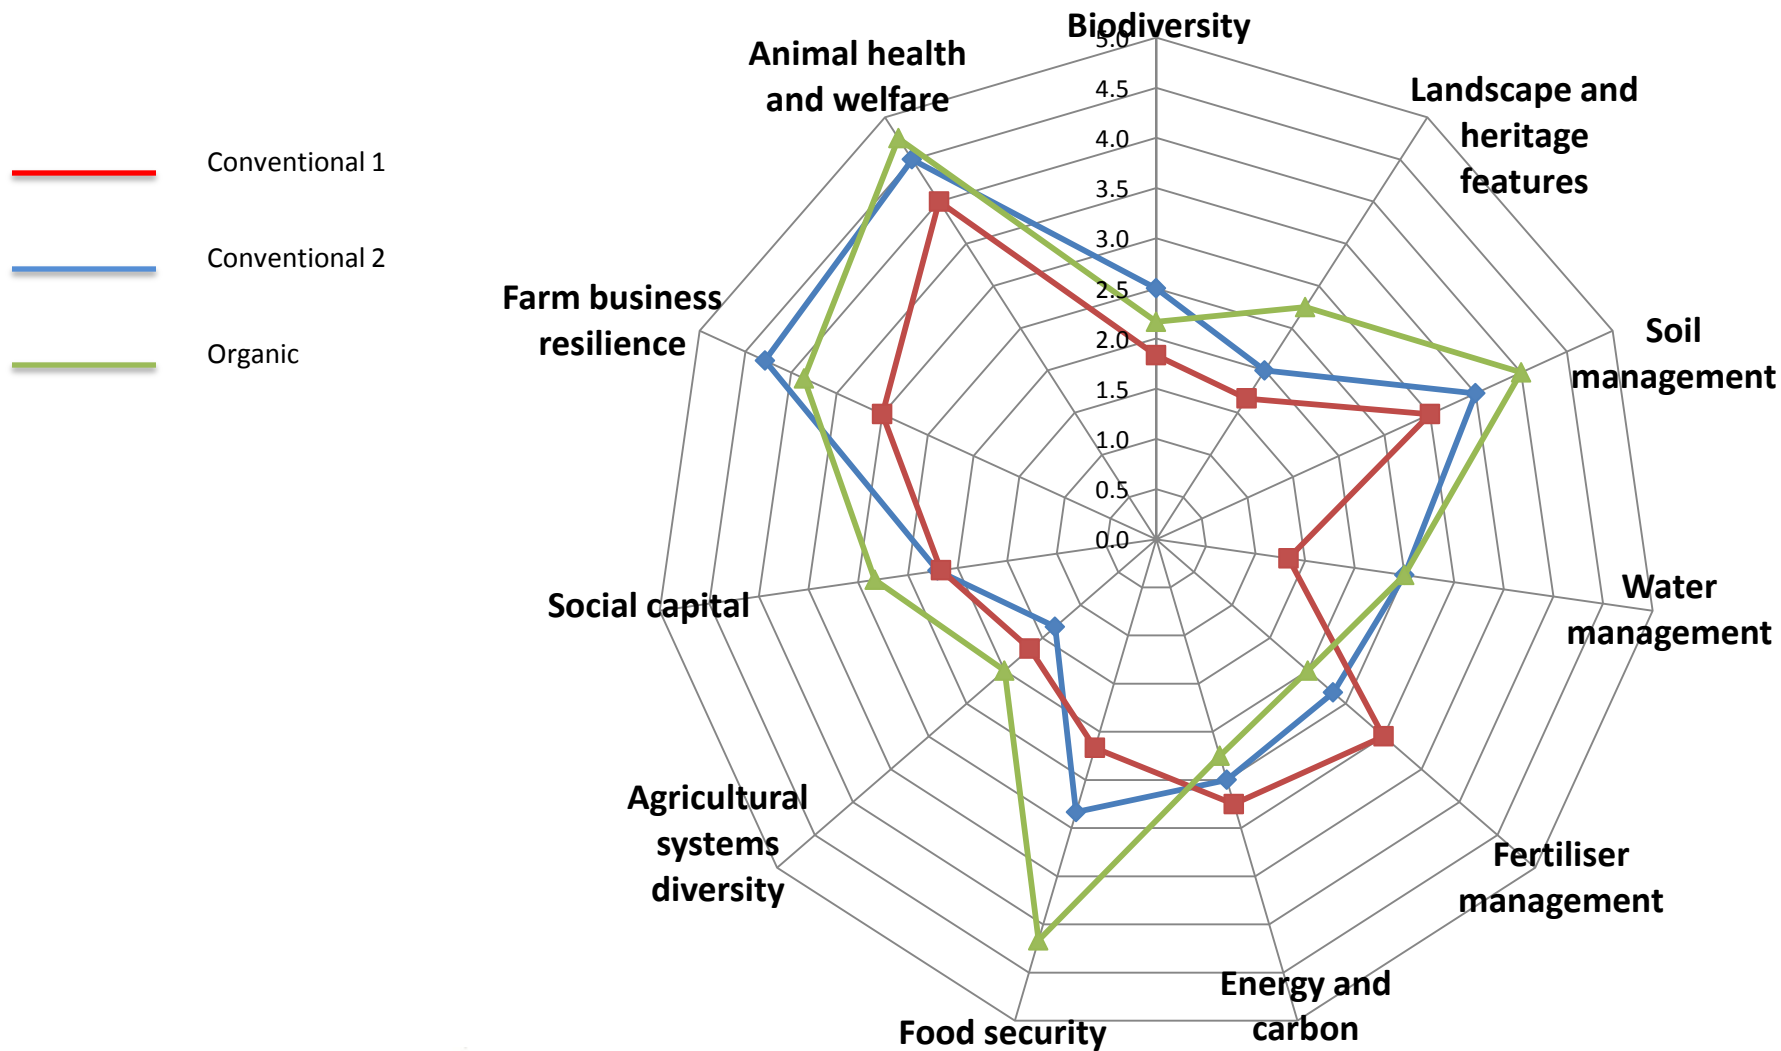 Conventional 1
Conventional 2
Organic
Biodiversity
Landscape and
heritage
features
Soil
management
Water
management
Fertiliser
management
Energy and
carbon
Food security
Agricultural
systems
diversity
Social capital
Farm business
resilience
Animal health
and welfare
5.0
4.5
4.0
3.5
3.0
2.5
2.0
1.5
1.0
0.5
0.0